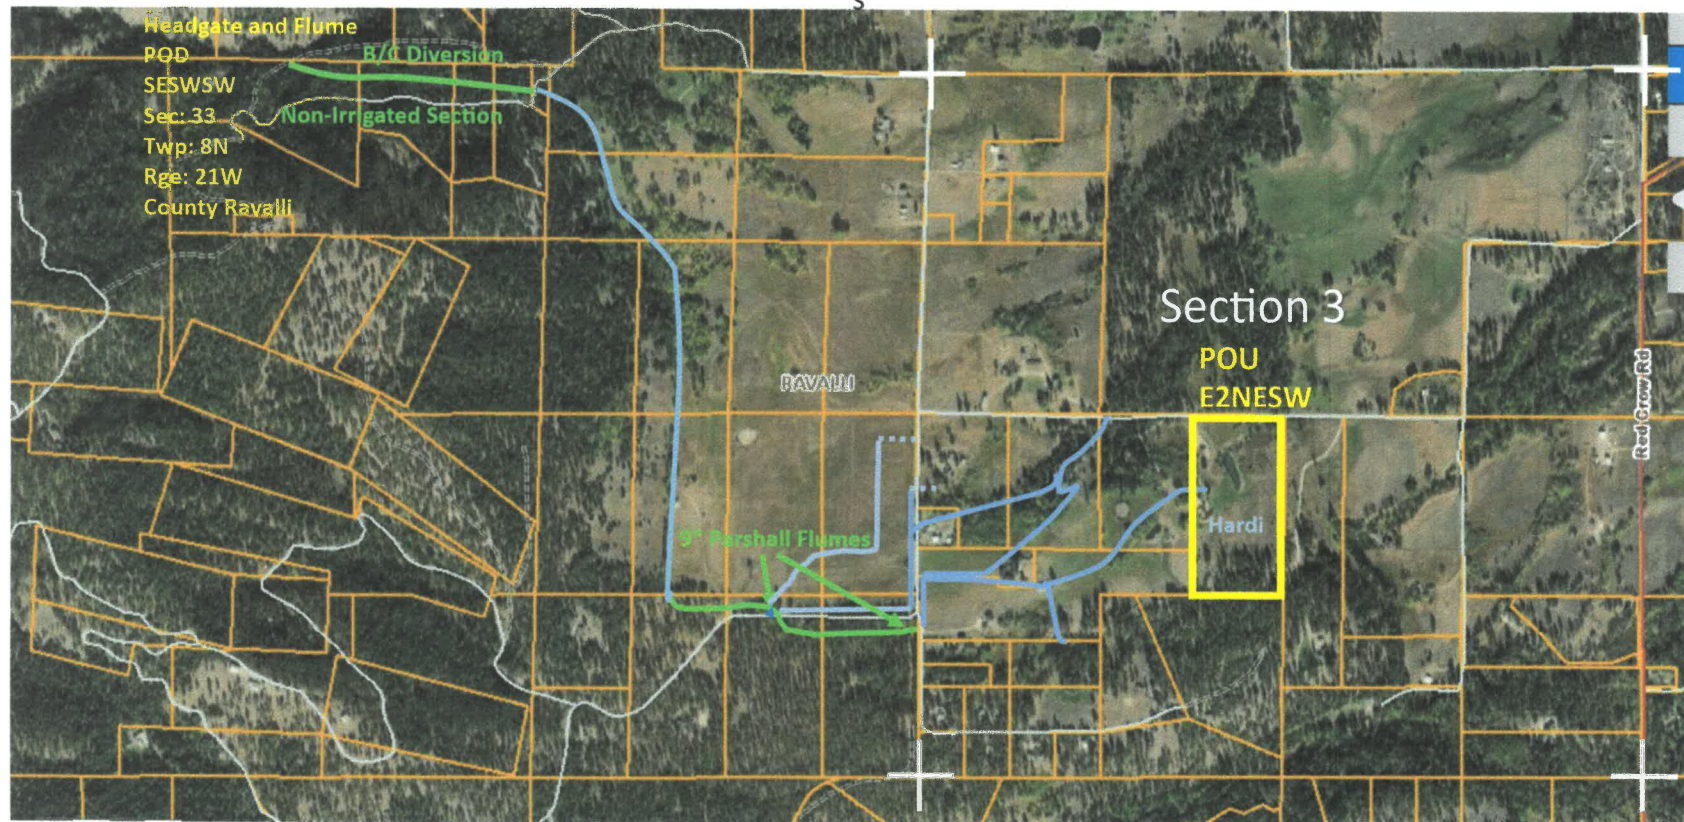 s
Headgate and Flume
POD
SESWSW
Sec: 33
Twp: 8N
Rge: 21W
County Ravalli
B/C Diversion
Non-Irrigated Section
Section 3
POU
E2NESW
RAVALLI
Red Crow Rd
9" Parshall Flumes
Hardi